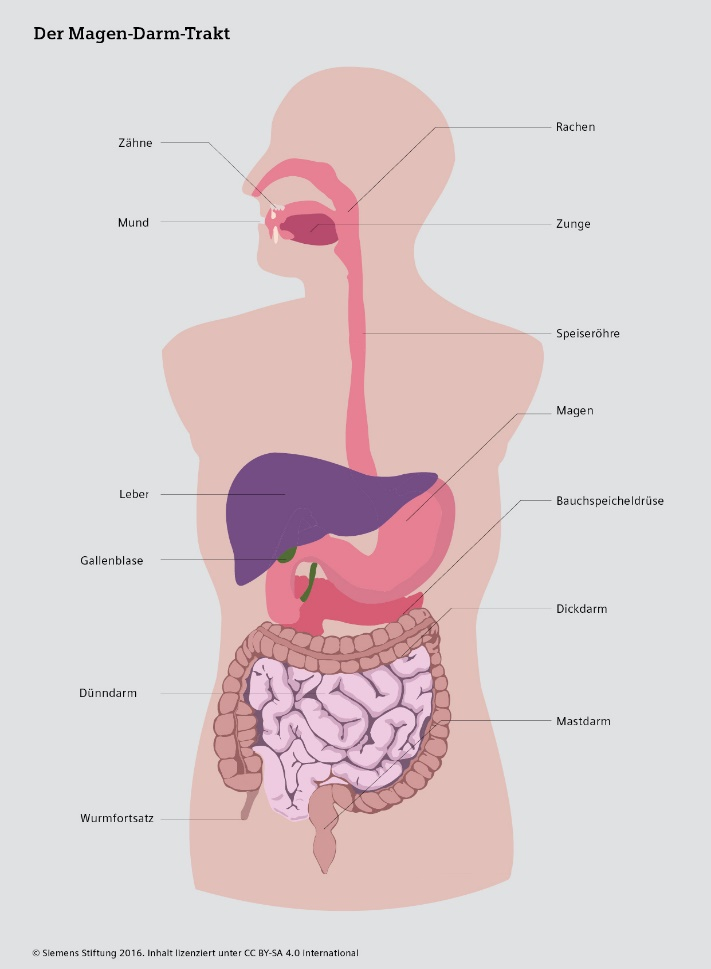 Der Magen-Darm-Trakt
Zähne
Rachen
Mund
Zunge
Speiseröhre
Magen
Leber
Bauchspeicheldrüse
Gallenblase
Dickdarm
Dünndarm
Mastdarm
Wurmfortsatz
© Siemens Stiftung 2016. Inhalt lizenziert unter CC BY-SA 4.0 international